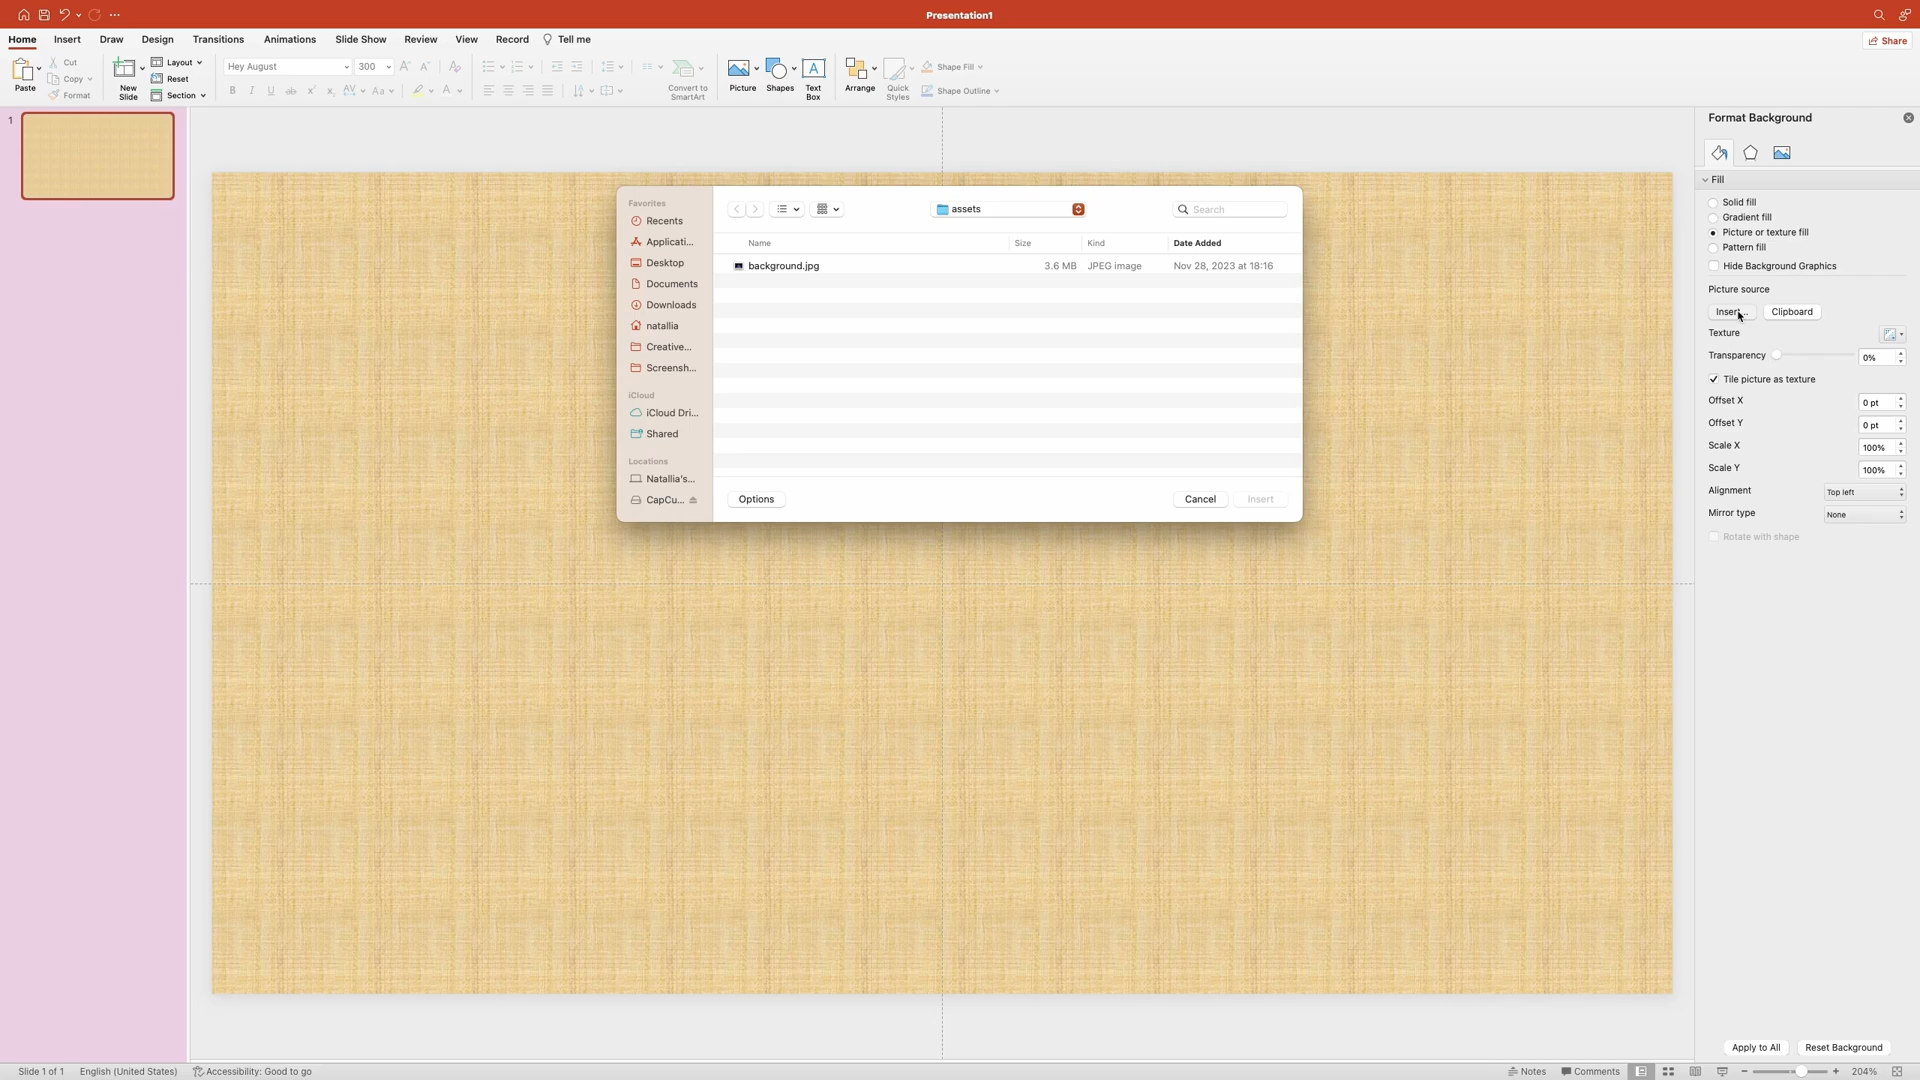 Presentation1
Home Insert Draw Design Transitions Animations Slide Show Review View Record Tell me
Share
Paste
Cut
Copy
Format
New Slide
Layout
Reset
Section
Hey August 300
B I U ab X² X₂ AV Aa A
Convert to SmartArt
Picture
Shapes
Text Box
Arrange
Quick Styles
Shape Fill
Shape Outline
1
Favorites
Recents
Applicati...
Desktop
Documents
Downloads
natallia
Creative...
Screensh...
iCloud
iCloud Dri...
Shared
Locations
Natallia's...
CapCu...
assets
Search
Name Size Kind Date Added
background.jpg 3.6 MB JPEG image Nov 28, 2023 at 18:16
Options Cancel Insert
Format Background
Fill
Solid fill
Gradient fill
Picture or texture fill
Pattern fill
Hide Background Graphics
Picture source
Insert... Clipboard
Texture
Transparency 0%
Tile picture as texture
Offset X 0 pt
Offset Y 0 pt
Scale X 100%
Scale Y 100%
Alignment Top left
Mirror type None
Rotate with shape
Apply to All Reset Background
Slide 1 of 1 English (United States) Accessibility: Good to go Notes Comments 204%